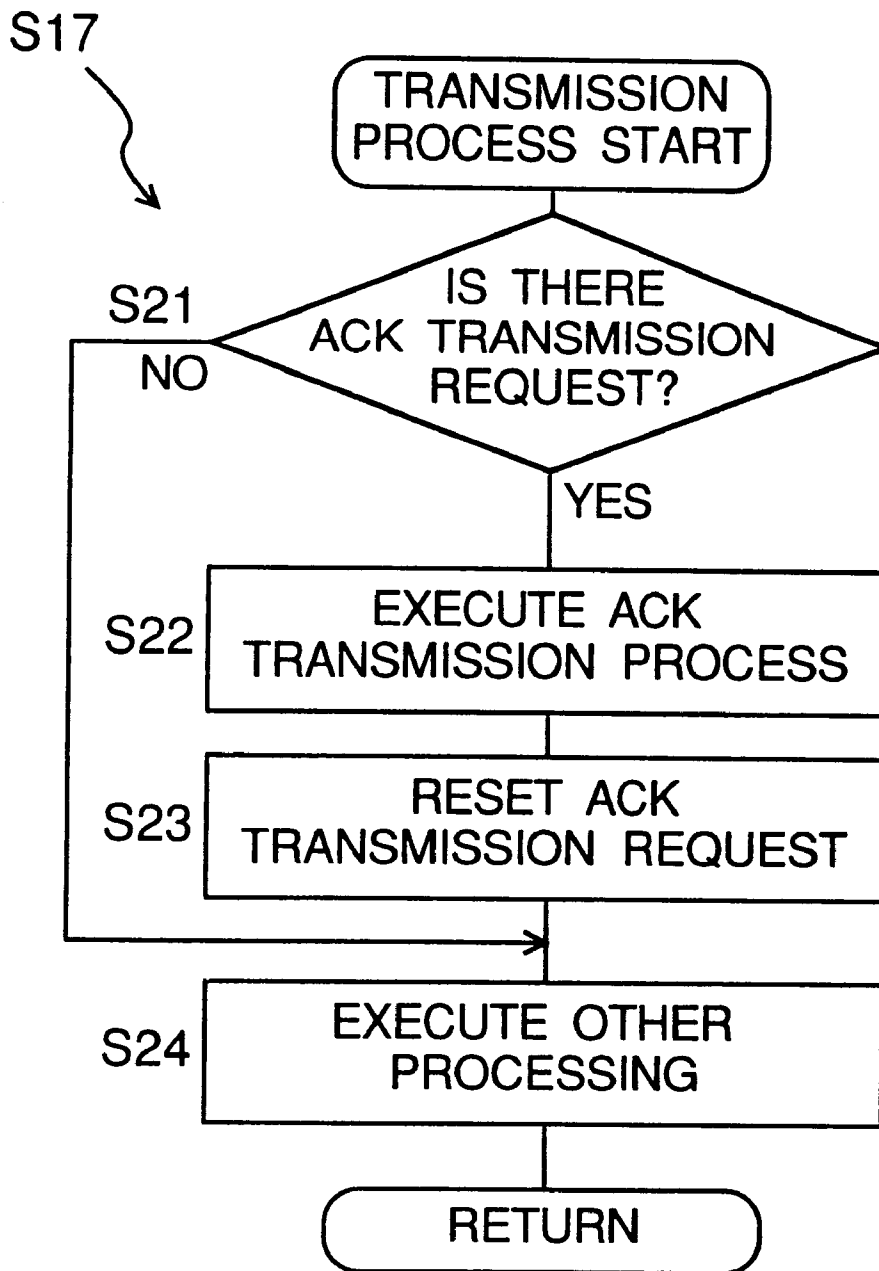 S17
TRANSMISSION
PROCESS START
S21
IS THERE
ACK TRANSMISSION
REQUEST?
NO
YES
S22
EXECUTE ACK
TRANSMISSION PROCESS
S23
RESET ACK
TRANSMISSION REQUEST
S24
EXECUTE OTHER
PROCESSING
RETURN